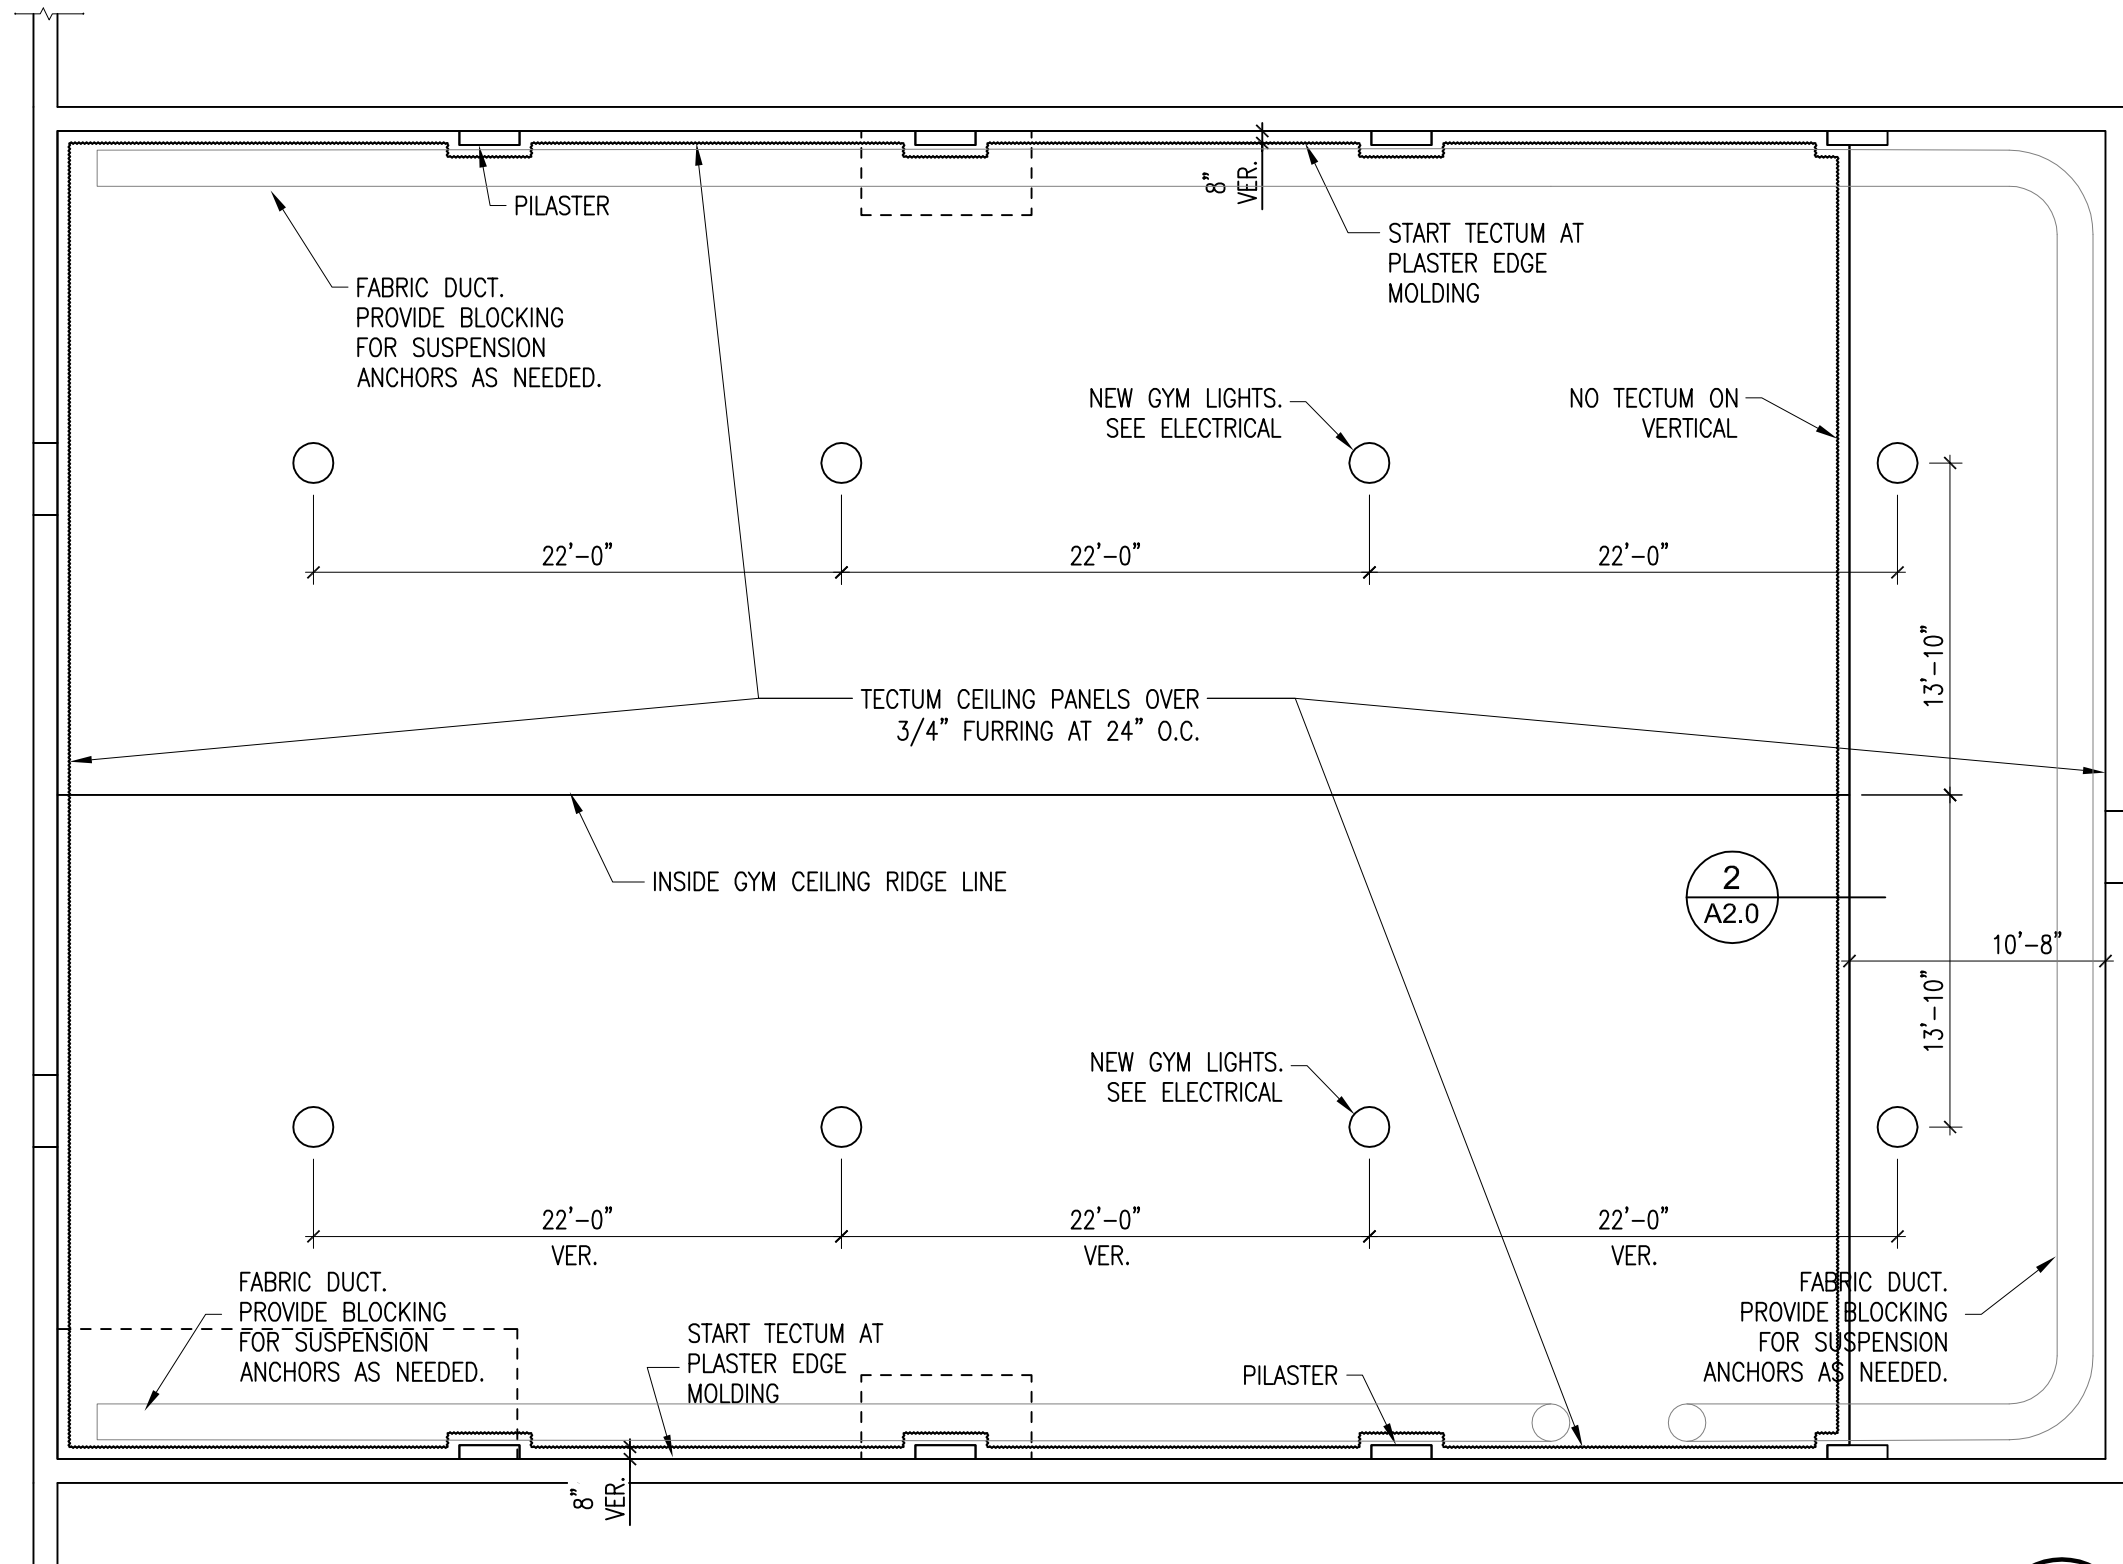 8"
VER.
PILASTER
START TECTUM AT
PLASTER EDGE
MOLDING
FABRIC DUCT.
PROVIDE BLOCKING
FOR SUSPENSION
ANCHORS AS NEEDED.
NEW GYM LIGHTS.
SEE ELECTRICAL
NO TECTUM ON
VERTICAL
22'-0"
22'-0"
22'-0"
13'-10"
TECTUM CEILING PANELS OVER
3/4" FURRING AT 24" O.C.
INSIDE GYM CEILING RIDGE LINE
2
A2.0
10'-8"
13'-10"
NEW GYM LIGHTS.
SEE ELECTRICAL
22'-0"
VER.
22'-0"
VER.
22'-0"
VER.
FABRIC DUCT.
PROVIDE BLOCKING
FOR SUSPENSION
ANCHORS AS NEEDED.
START TECTUM AT
PLASTER EDGE
MOLDING
PILASTER
FABRIC DUCT.
PROVIDE BLOCKING
FOR SUSPENSION
ANCHORS AS NEEDED.
8"
VER.